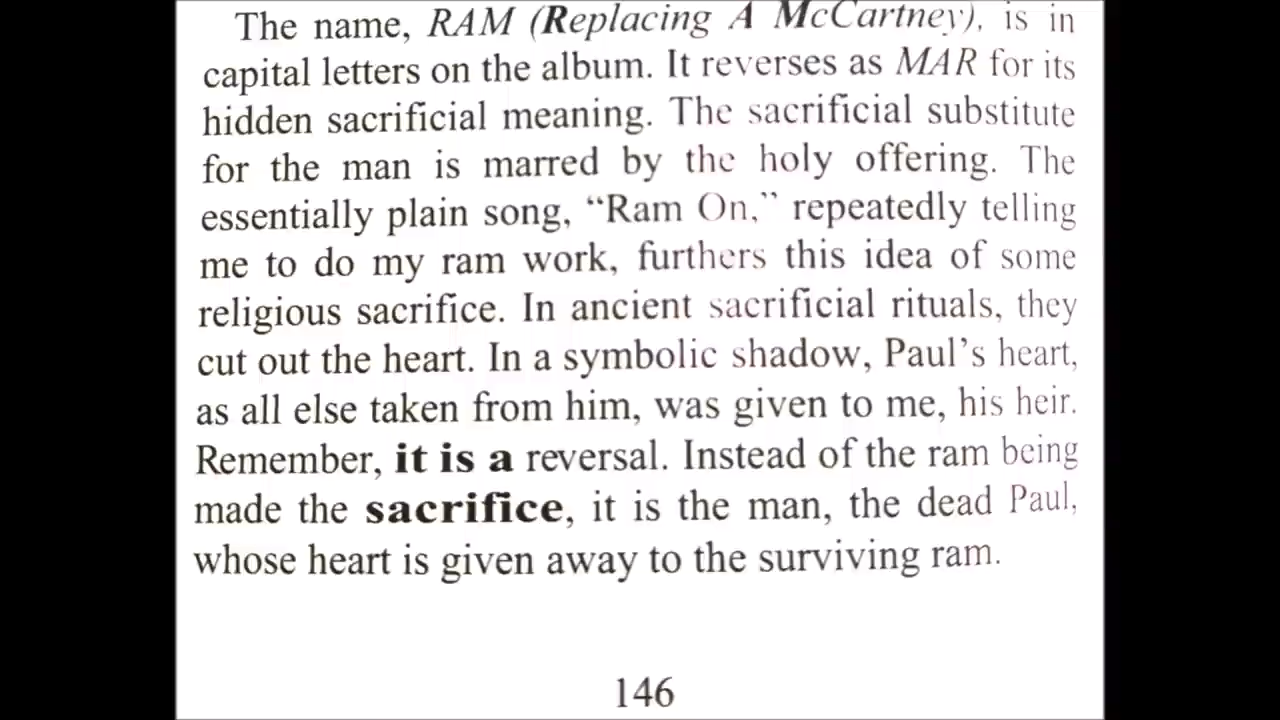 The name, RAM (Replacing A McCartney), is in
capital letters on the album. It reverses as MAR for its
hidden sacrificial meaning. The sacrificial substitute
for the man is marred by the holy offering. The
essentially plain song, “Ram On,” repeatedly telling
me to do my ram work, furthers this idea of some
religious sacrifice. In ancient sacrificial rituals, they
cut out the heart. In a symbolic shadow, Paul’s heart,
as all else taken from him, was given to me, his heir.
Remember, it is a reversal. Instead of the ram being
made the sacrifice, it is the man, the dead Paul,
whose heart is given away to the surviving ram.
146